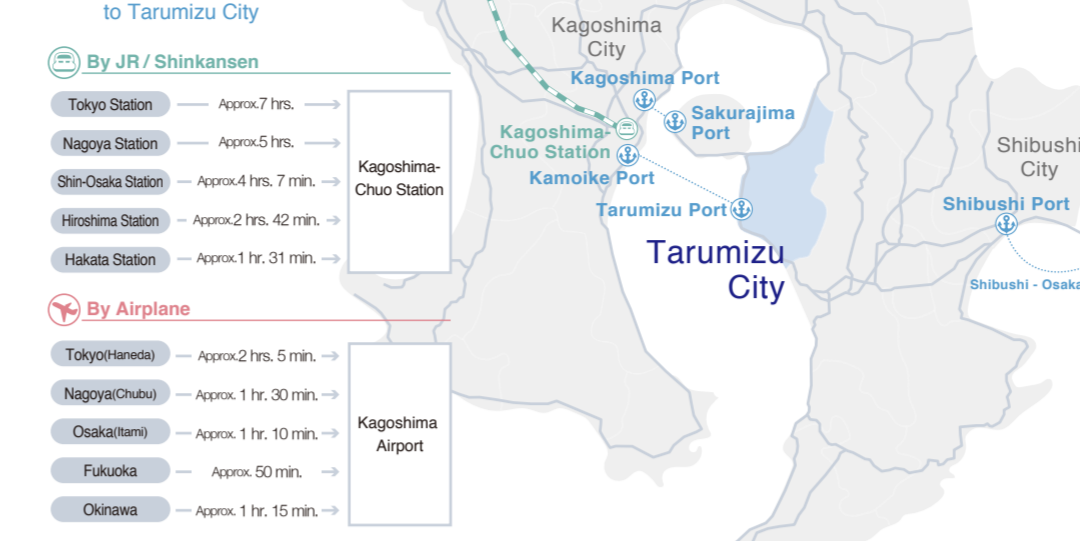 to Tarumizu City
By JR / Shinkansen
Tokyo Station
Approx.7 hrs.
Nagoya Station
Approx.5 hrs.
Shin-Osaka Station
Approx.4 hrs. 7 min.
Hiroshima Station
Approx.2 hrs. 42 min.
Hakata Station
Approx.1 hr. 31 min.
Kagoshima-
Chuo Station
By Airplane
Tokyo(Haneda)
Approx.2 hrs. 5 min.
Nagoya(Chubu)
Approx. 1 hr. 30 min.
Osaka(Itami)
Approx. 1 hr. 10 min.
Fukuoka
Approx. 50 min.
Okinawa
Approx. 1 hr. 15 min.
Kagoshima
Airport
Kagoshima
City
Kagoshima Port
Sakurajima
Port
Kagoshima-
Chuo Station
Kamoike Port
Tarumizu Port
Tarumizu
City
Shibushi
City
Shibushi Port
Shibushi - Osaka